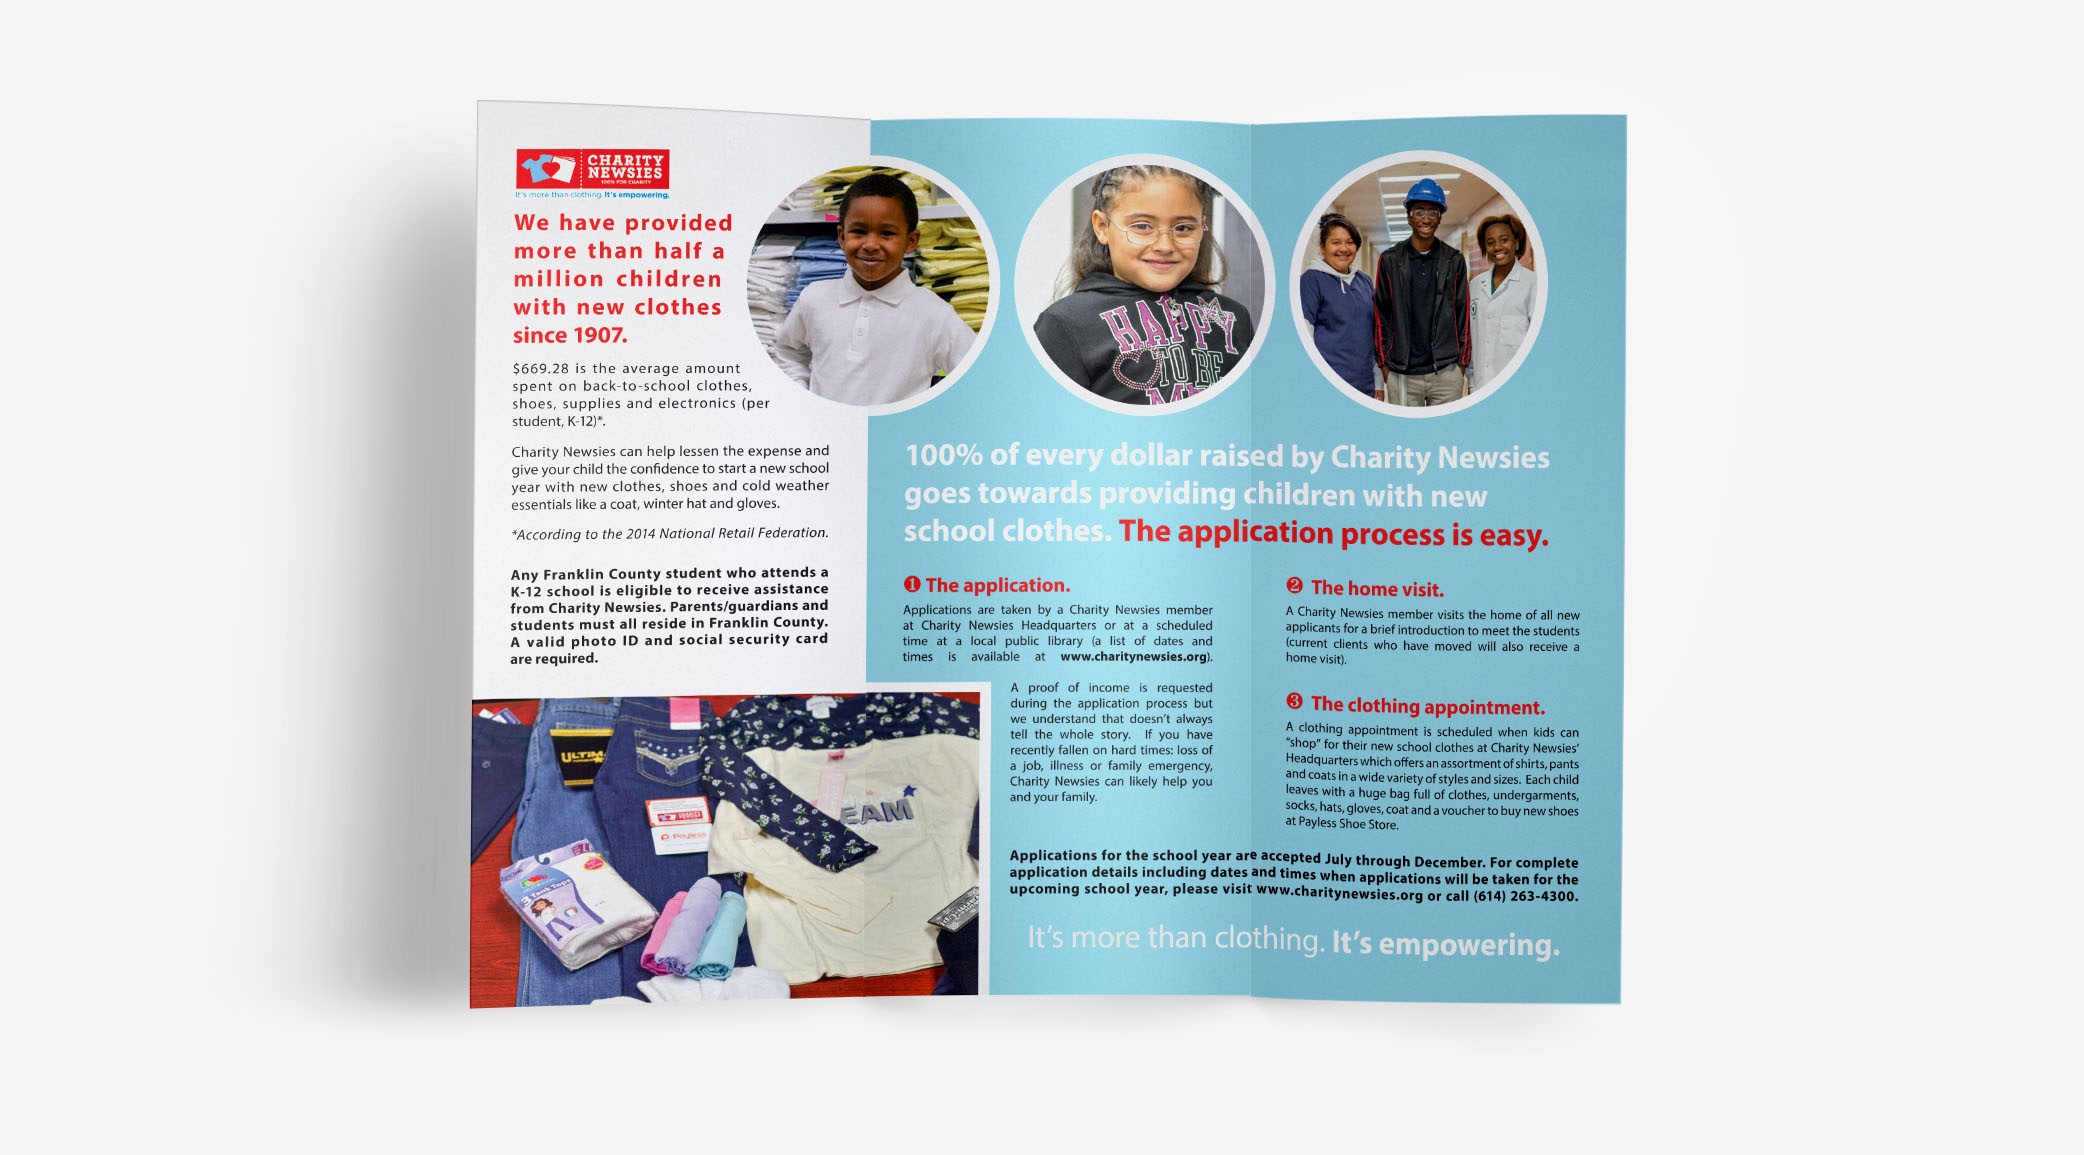 CHARITY
NEWSIES
100% FOR CHARITY
It's more than clothing. It's empowering.
We have provided
more than half a
million children
with new clothes
since 1907.
$669.28 is the average amount
spent on back-to-school clothes,
shoes, supplies and electronics (per
student, K-12)*.
Charity Newsies can help lessen the expense and
give your child the confidence to start a new school
year with new clothes, shoes and cold weather
essentials like a coat, winter hat and gloves.
*According to the 2014 National Retail Federation.
Any Franklin County student who attends a
K-12 school is eligible to receive assistance
from Charity Newsies. Parents/guardians and
students must all reside in Franklin County.
A valid photo ID and social security card
are required.
ULTIM
EAM
Payless
3 Tank Tops
HAPPY
TO BE
ME
100% of every dollar raised by Charity Newsies
goes towards providing children with new
school clothes. The application process is easy.
1 The application.
Applications are taken by a Charity Newsies member
at Charity Newsies Headquarters or at a scheduled
time at a local public library (a list of dates and
times is available at www.charitynewsies.org).
A proof of income is requested
during the application process but
we understand that doesn't always
tell the whole story. If you have
recently fallen on hard times: loss of
a job, illness or family emergency,
Charity Newsies can likely help you
and your family.
2 The home visit.
A Charity Newsies member visits the home of all new
applicants for a brief introduction to meet the students
(current clients who have moved will also receive a
home visit).
3 The clothing appointment.
A clothing appointment is scheduled when kids can
"shop" for their new school clothes at Charity Newsies'
Headquarters which offers an assortment of shirts, pants
and coats in a wide variety of styles and sizes. Each child
leaves with a huge bag full of clothes, undergarments,
socks, hats, gloves, coat and a voucher to buy new shoes
at Payless Shoe Store.
Applications for the school year are accepted July through December. For complete
application details including dates and times when applications will be taken for the
upcoming school year, please visit www.charitynewsies.org or call (614) 263-4300.
It's more than clothing. It's empowering.